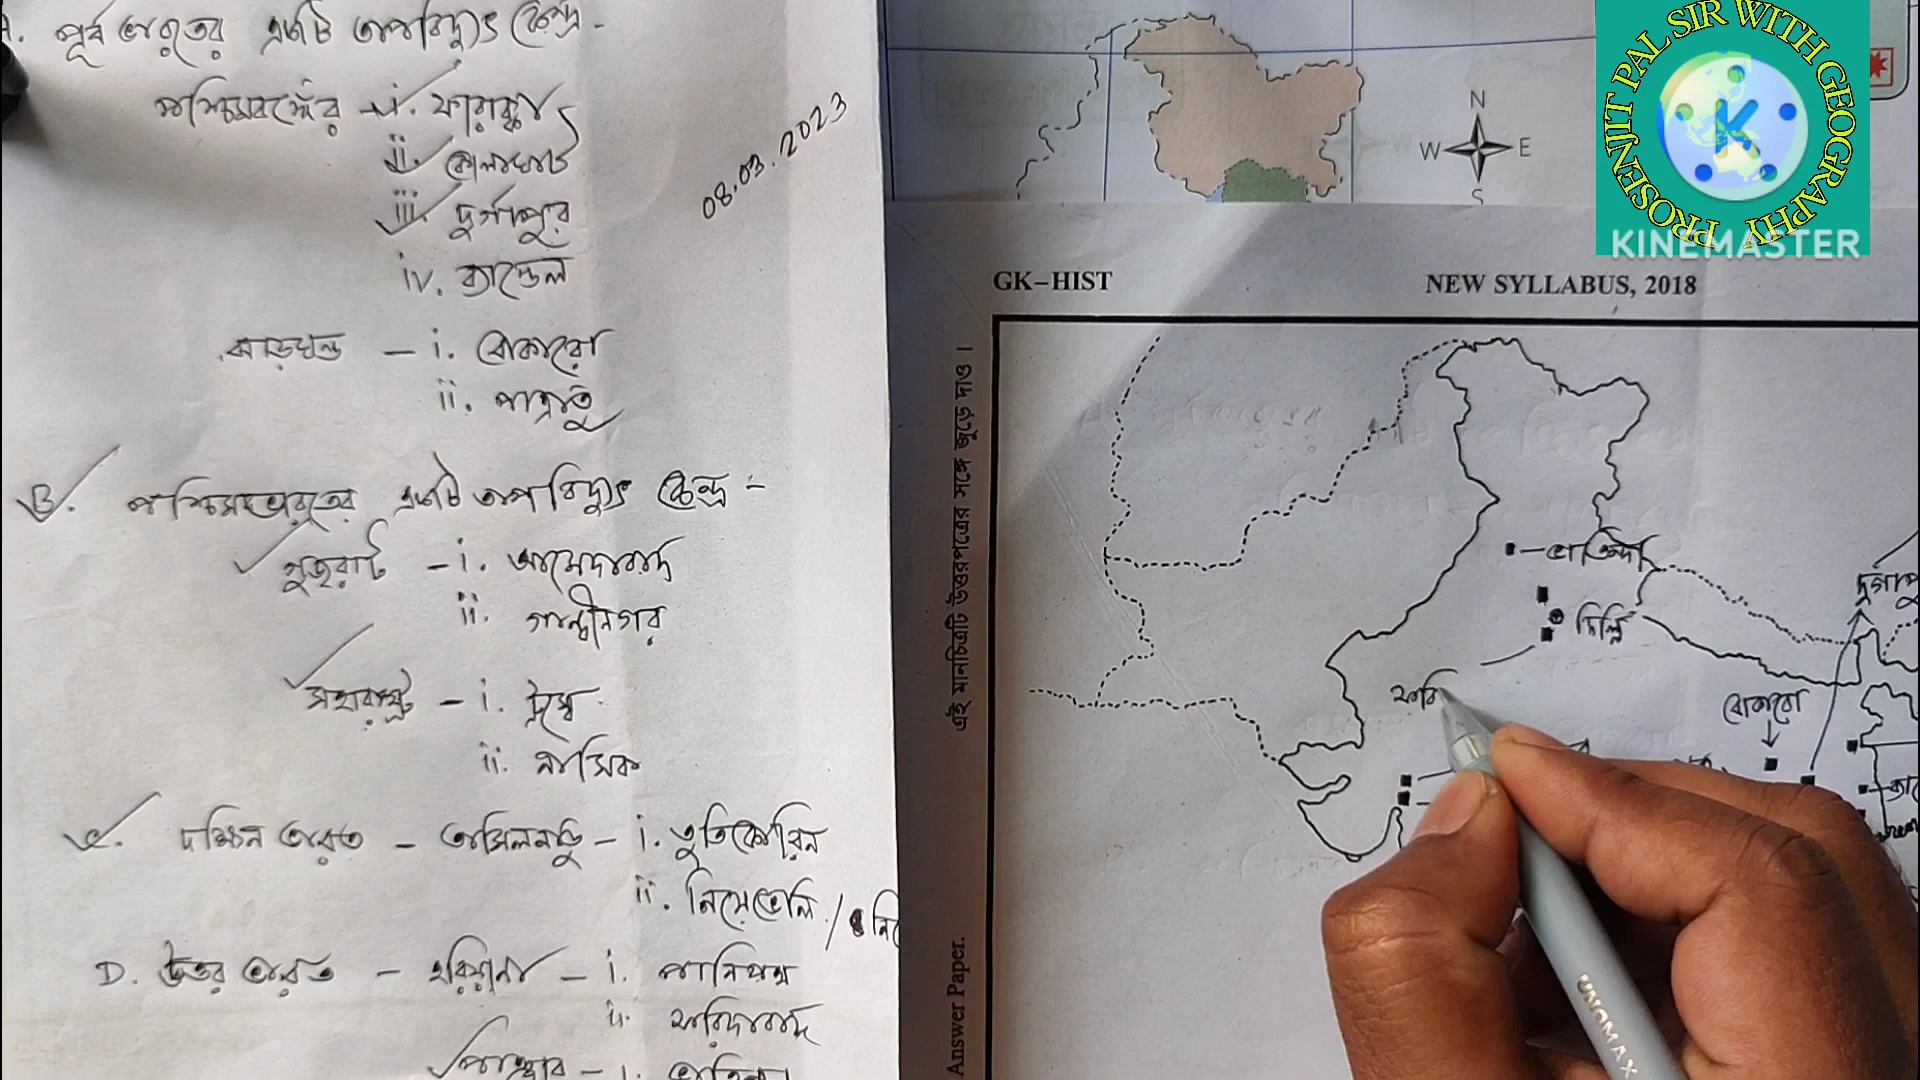 A. পূর্ব ভারতের একটি তাপবিদ্যুৎ কেন্দ্র -
পশ্চিমবঙ্গের - i. ফারাক্কা
ii. কোলাঘাট
iii. দুর্গাপুর
iv. ব্যান্ডেল
08.03.2023
ঝাড়খন্ড - i. বোকারো
ii. পাত্রাতু
B. পশ্চিমভারতের একটি তাপবিদ্যুৎ কেন্দ্র -
গুজরাট - i. আমেদাবাদ
ii. গান্ধীনগর
মহারাষ্ট্র - i. ট্রম্বে
ii. নাসিক
C. দক্ষিন ভারত - তামিলনাড়ু - i. তুতিকোরিন
ii. নিয়েভেলি /
D. উত্তর ভারত - হরিয়ানা - i. পানিপথ
ii. ফরিদাবাদ
পাঞ্জাব - i. ভাতিন্ডা
N
W E
S
PROSENJIT PAL SIR WITH GEOGRAPHY
K
KINEMASTER
GK–HIST NEW SYLLABUS, 2018
এই মানচিত্রটি উত্তরপত্রের সঙ্গে জুড়ে দাও।
Answer Paper.
ভাতিন্ডা
দিল্লি
ফরি
দুর্গাপু
বোকারো
UNOMAX